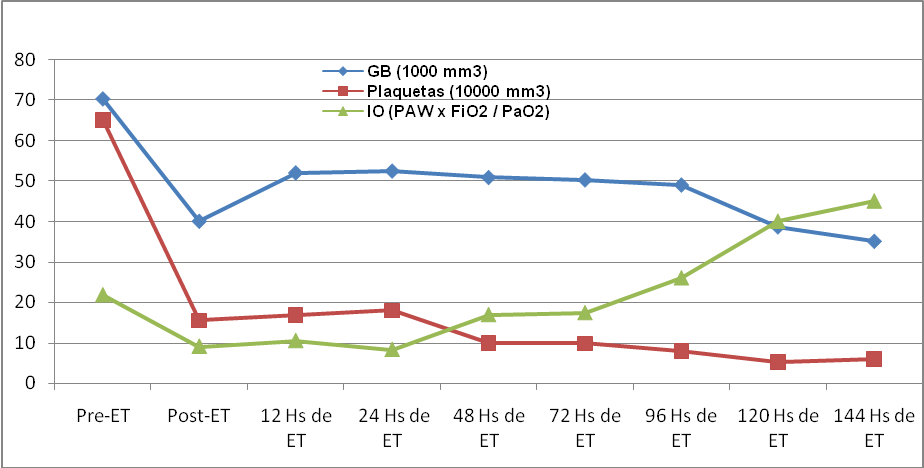 80
70
60
50
40
30
20
10
0
GB (1000 mm3)
Plaquetas (10000 mm3)
IO (PAW x FiO2 / PaO2)
Pre-ET
Post-ET
12 Hs de
ET
24 Hs de
ET
48 Hs de
ET
72 Hs de
ET
96 Hs de
ET
120 Hs de
ET
144 Hs de
ET